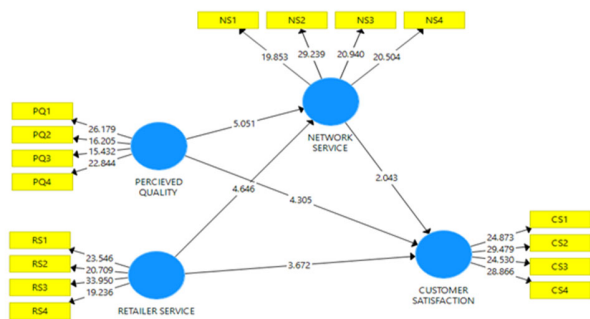 NS1
NS2
NS3
NS4
19.853
29.239
20.940
20.504
NETWORK
SERVICE
PQ1
PQ2
PQ3
PQ4
26.179
16.205
15.432
22.844
PERCIEVED
QUALITY
5.051
4.646
4.305
2.043
3.672
RS1
RS2
RS3
RS4
23.546
20.709
33.950
19.236
RETAILER SERVICE
CS1
CS2
CS3
CS4
24.873
29.479
24.530
28.866
CUSTOMER
SATISFACTION